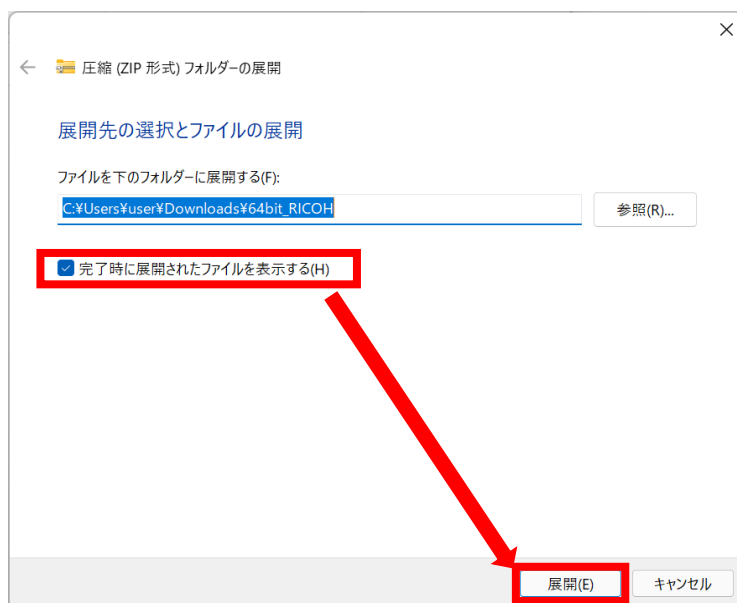 圧縮 (ZIP 形式) フォルダーの展開
展開先の選択とファイルの展開
ファイルを下のフォルダーに展開する(F):
C:¥Users¥user¥Downloads¥64bit_RICOH
参照(R)...
完了時に展開されたファイルを表示する(H)
展開(E)
キャンセル